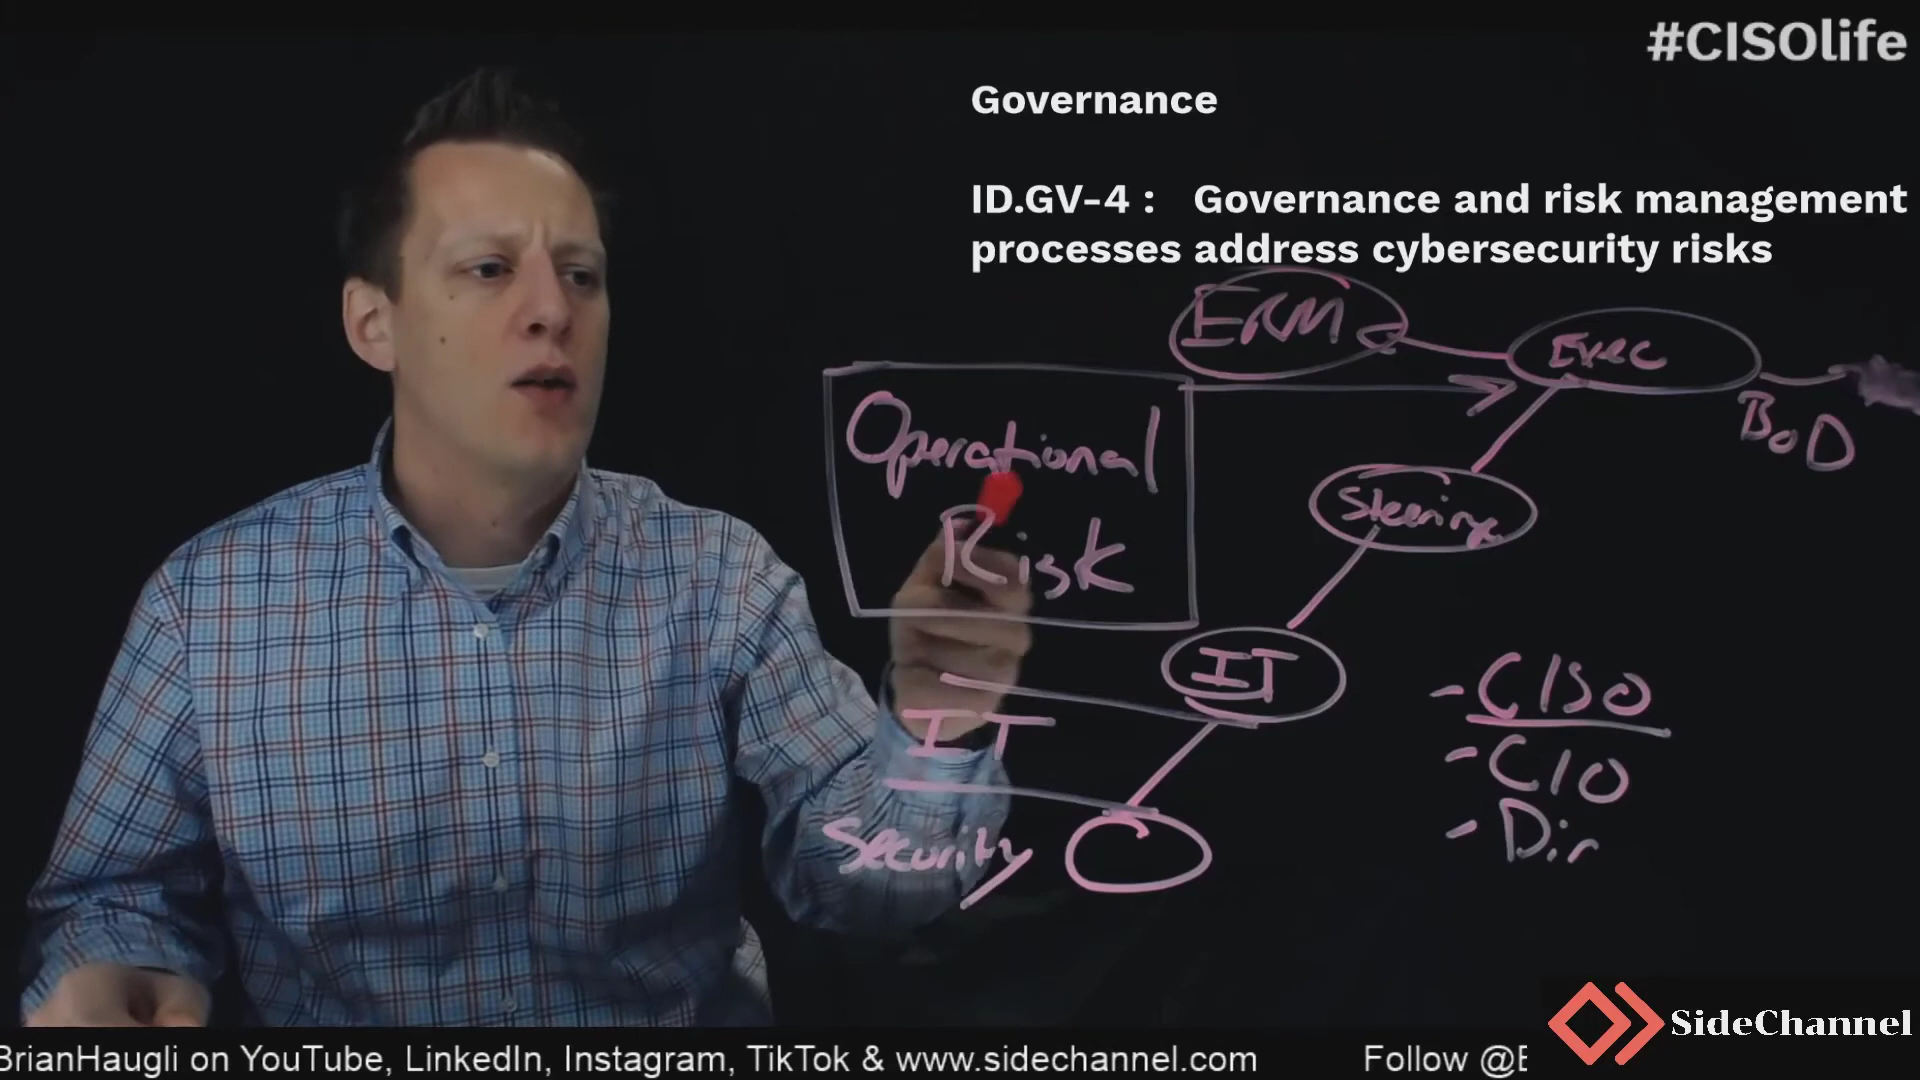 #CISOlife
Governance
ID.GV-4 : Governance and risk management
processes address cybersecurity risks
ERM
Exec
BoD
Operational
Risk
Steering
IT
IT
Security
- CISO
- CIO
- Dir
SideChannel
BrianHaugli on YouTube, LinkedIn, Instagram, TikTok & www.sidechannel.com Follow @B